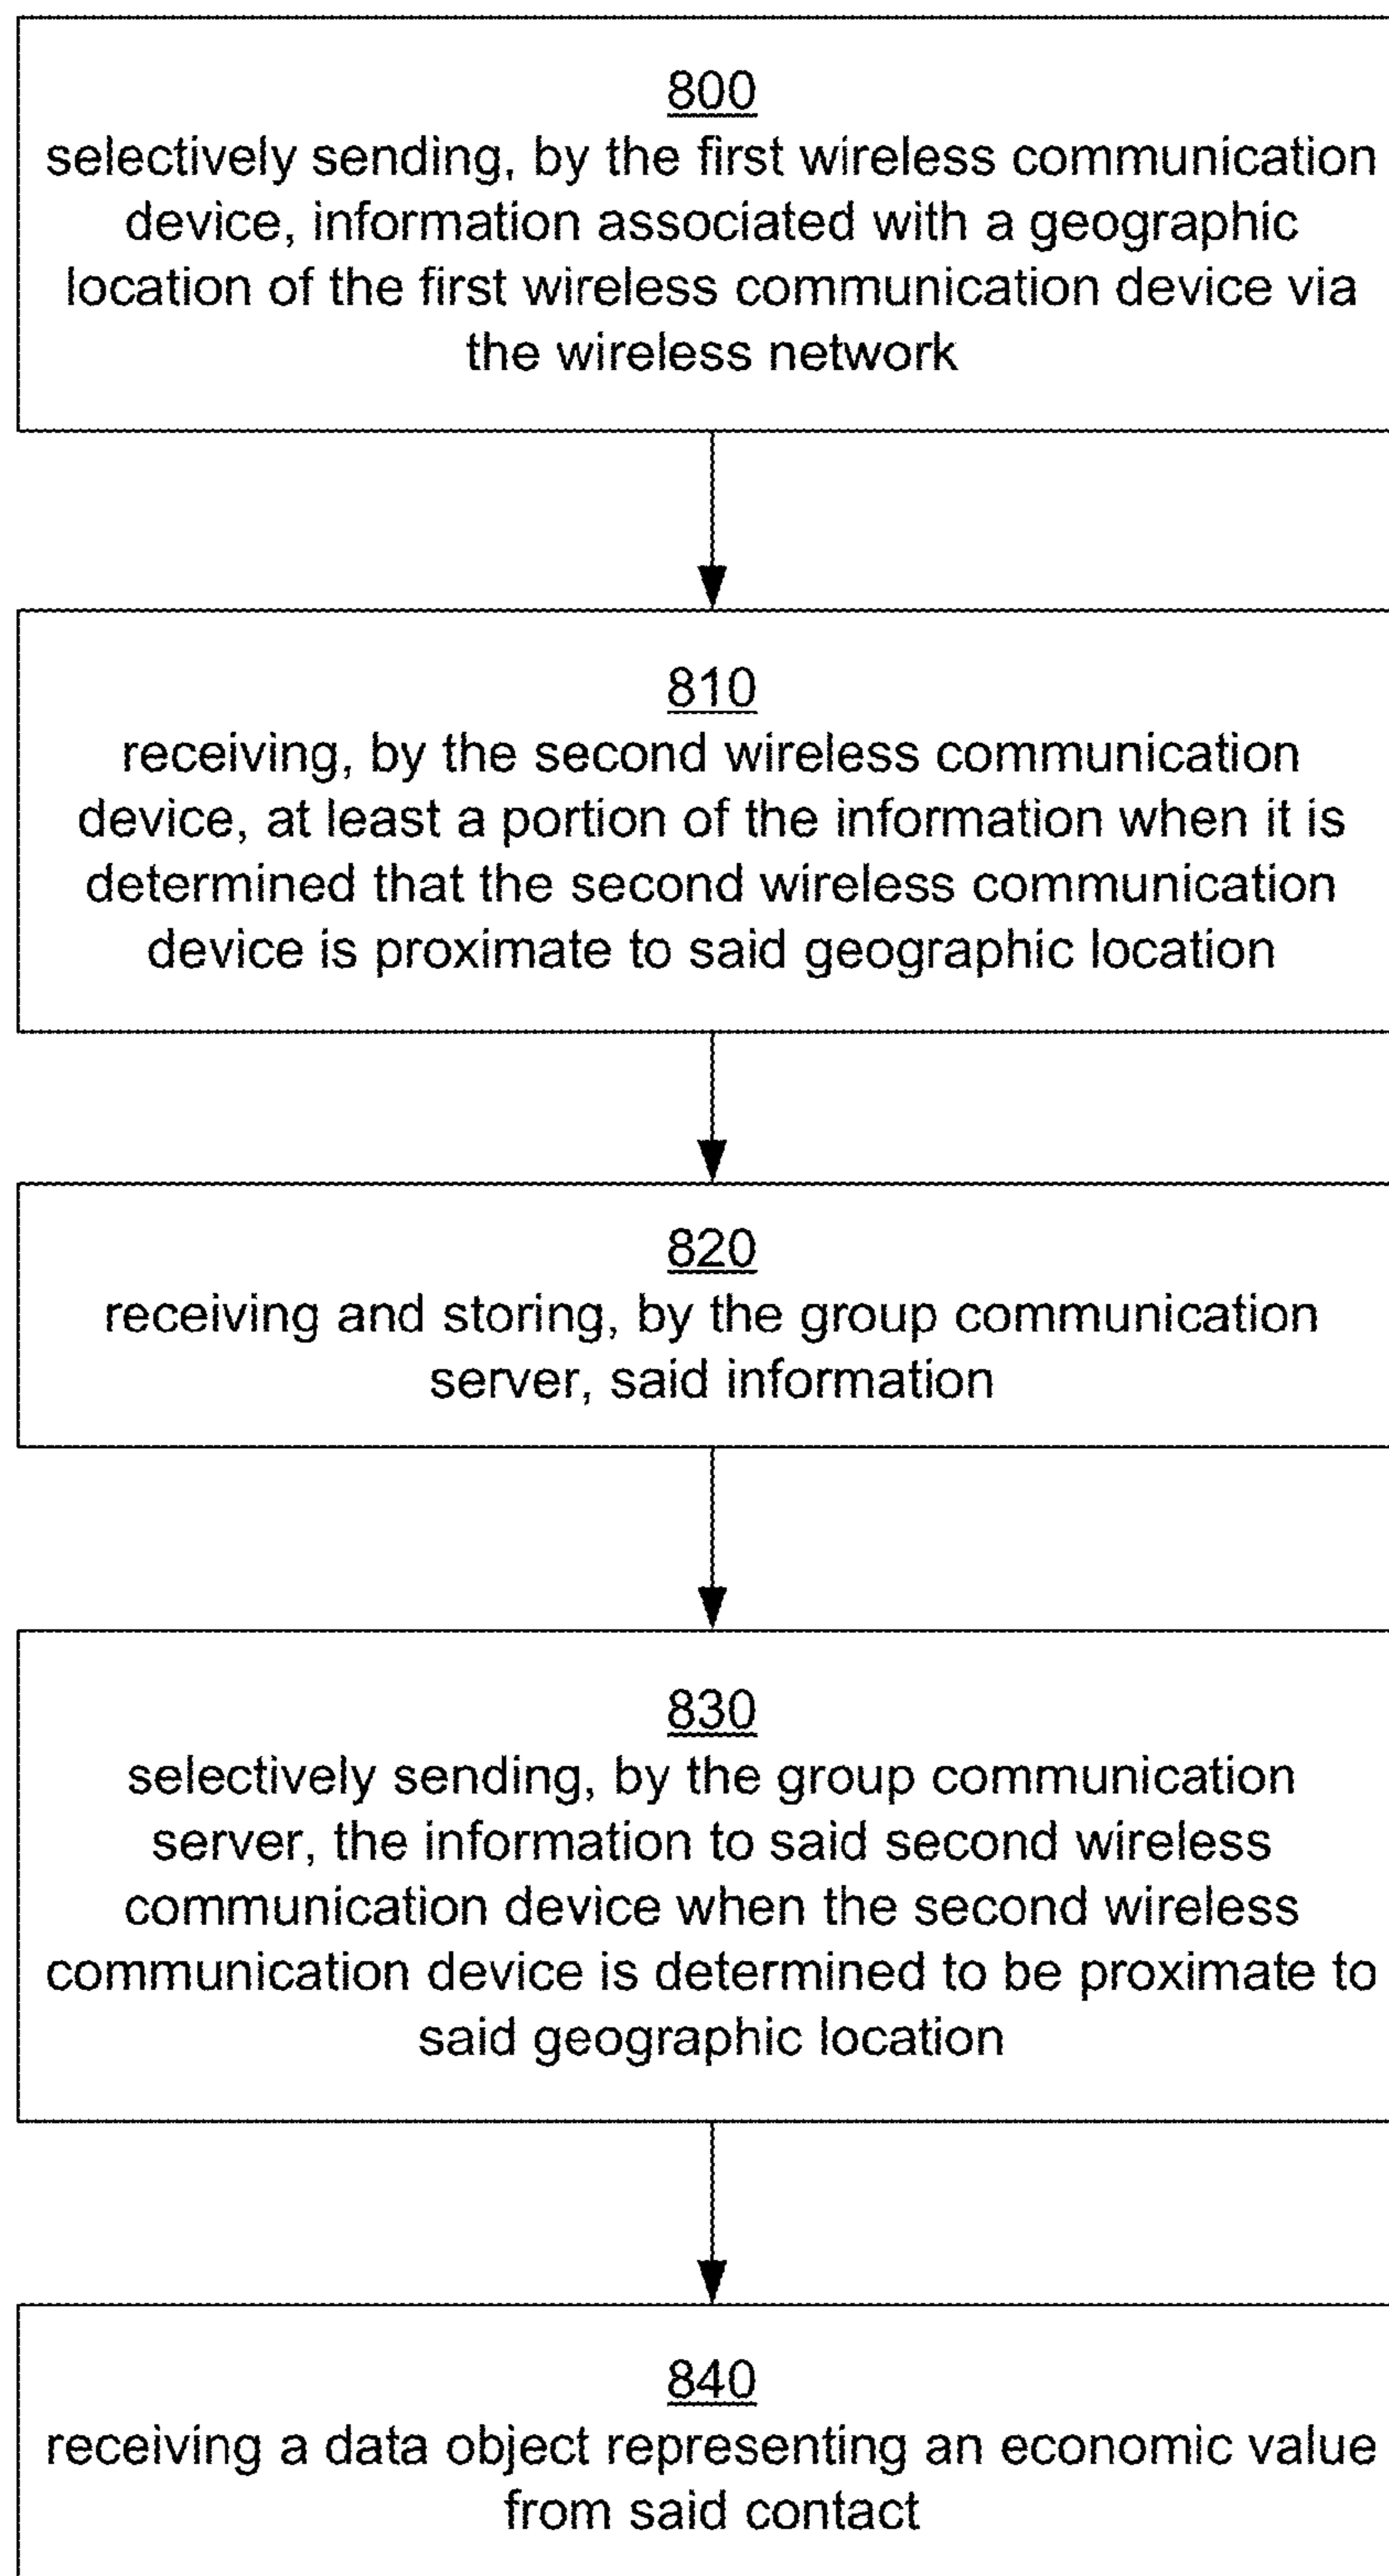 800
selectively sending, by the first wireless communication
device, information associated with a geographic
location of the first wireless communication device via
the wireless network
810
receiving, by the second wireless communication
device, at least a portion of the information when it is
determined that the second wireless communication
device is proximate to said geographic location
820
receiving and storing, by the group communication
server, said information
830
selectively sending, by the group communication
server, the information to said second wireless
communication device when the second wireless
communication device is determined to be proximate to
said geographic location
840
receiving a data object representing an economic value
from said contact